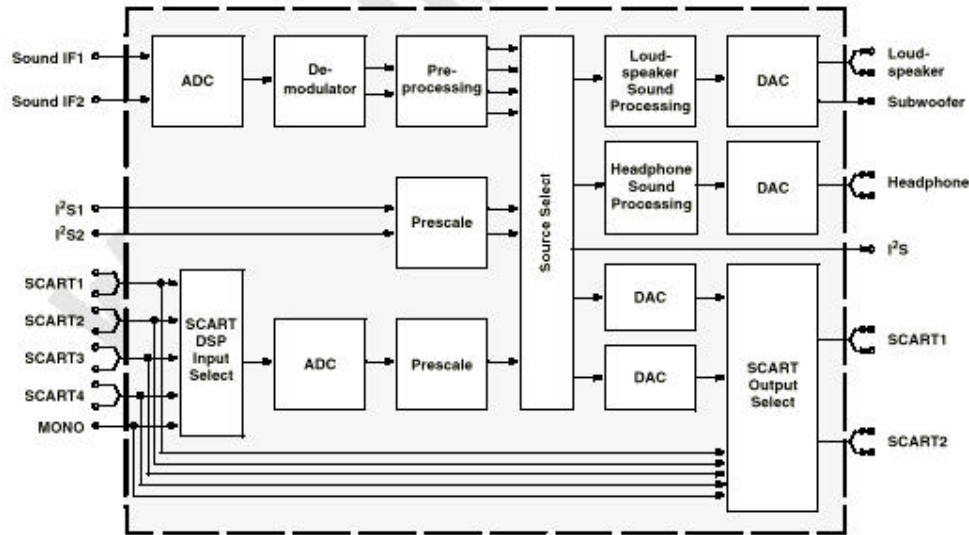 Sound IF1
Sound IF2
ADC
De-
modulator
Pre-
processing
Loud-
speaker
Sound
Processing
DAC
Loud-
speaker
Subwoofer
Headphone
Sound
Processing
DAC
Headphone
I²S1
I²S2
Prescale
Source Select
I²S
SCART1
SCART2
SCART3
SCART4
MONO
SCART
DSP
Input
Select
ADC
Prescale
DAC
DAC
SCART
Output
Select
SCART1
SCART2